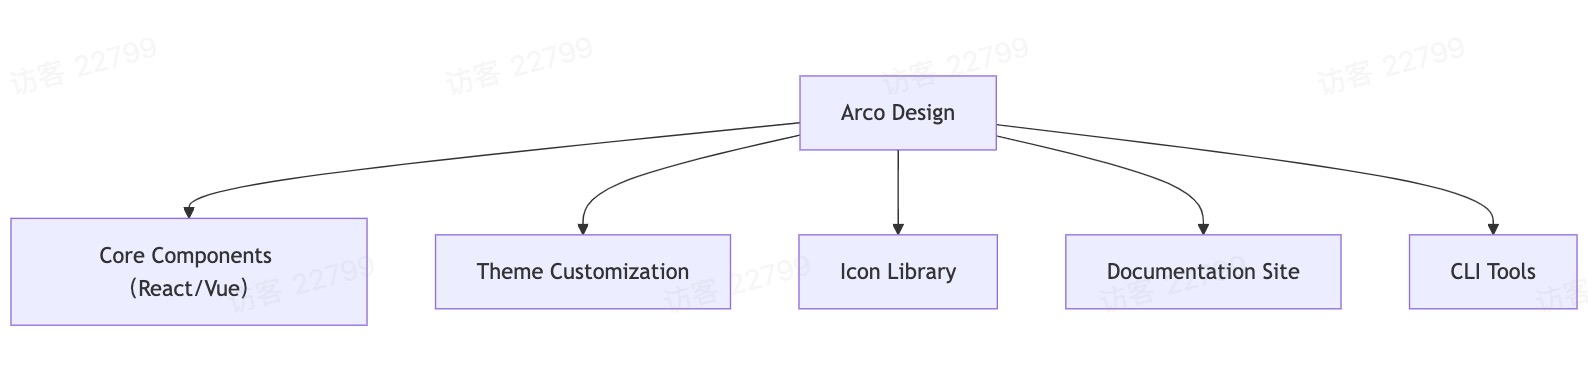 访客 22799
访客 22799
访客 22799
访客 22799
Arco Design
Core Components
(React/Vue)
Theme Customization
Icon Library
Documentation Site
CLI Tools
访客 22799
访客 22799
访客 22799
访客